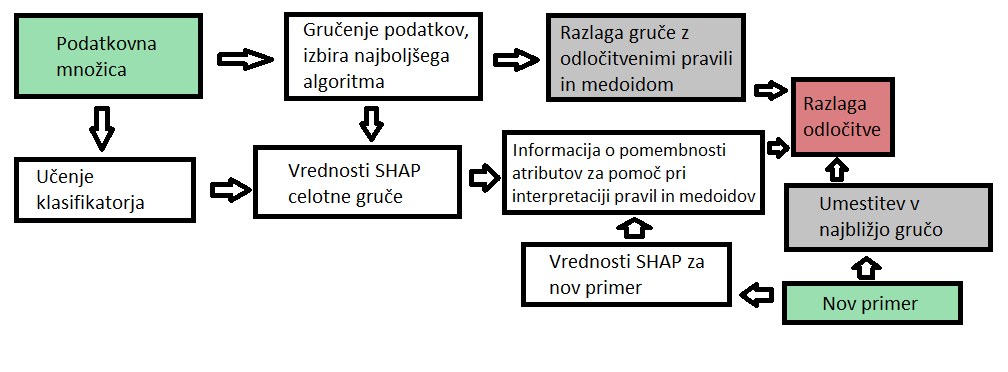 Podatkovna
množica
Gručenje podatkov,
izbira najboljšega
algoritma
Razlaga gruče z
odločitvenimi pravili
in medoidom
Razlaga
odločitve
Učenje
klasifikatorja
Vrednosti SHAP
celotne gruče
Informacija o pomembnosti
atributov za pomoč pri
interpretaciji pravil in medoidov
Umestitev v
najbližjo gručo
Vrednosti SHAP za
nov primer
Nov primer